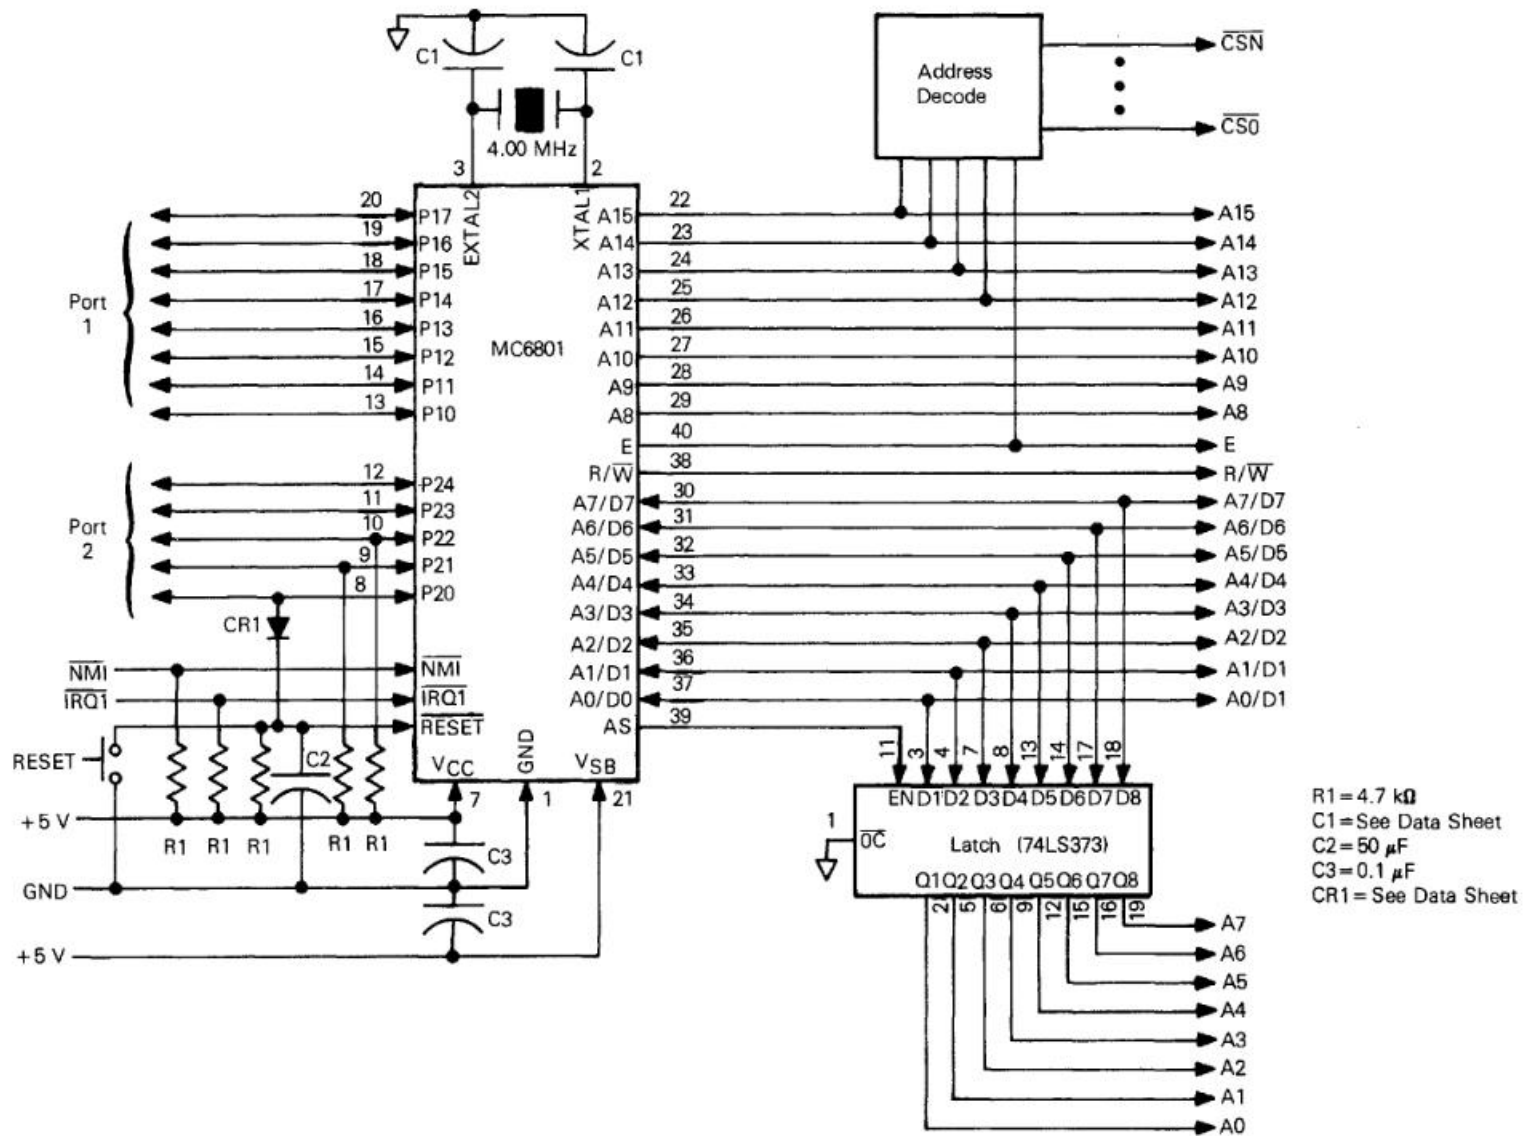 C1
C1
4.00 MHz
3
2
Address
Decode
CSN
CS0
MC6801
EXTAL2
XTAL1
Port
1
20 P17
19 P16
18 P15
17 P14
16 P13
15 P12
14 P11
13 P10
Port
2
12 P24
11 P23
10 P22
9 P21
8 P20
CR1
NMI NMI
IRQ1 IRQ1
RESET
RESET
C2
VCC
GND
VSB
7
1
21
+5 V
R1 R1 R1 R1 R1
GND
C3
C3
+5 V
A15 22 A15
A14 23 A14
A13 24 A13
A12 25 A12
A11 26 A11
A10 27 A10
A9 28 A9
A8 29 A8
E 40 E
R/W 38 R/W
A7/D7 30 A7/D7
A6/D6 31 A6/D6
A5/D5 32 A5/D5
A4/D4 33 A4/D4
A3/D3 34 A3/D3
A2/D2 35 A2/D2
A1/D1 36 A1/D1
A0/D0 37 A0/D1
AS 39
11 3 4 7 8 13 14 17 18
EN D1 D2 D3 D4 D5 D6 D7 D8
1
OC
Latch (74LS373)
Q1 Q2 Q3 Q4 Q5 Q6 Q7 Q8
2 5 6 9 12 15 16 19
A7
A6
A5
A4
A3
A2
A1
A0
R1=4.7 kΩ
C1=See Data Sheet
C2=50 μF
C3=0.1 μF
CR1=See Data Sheet